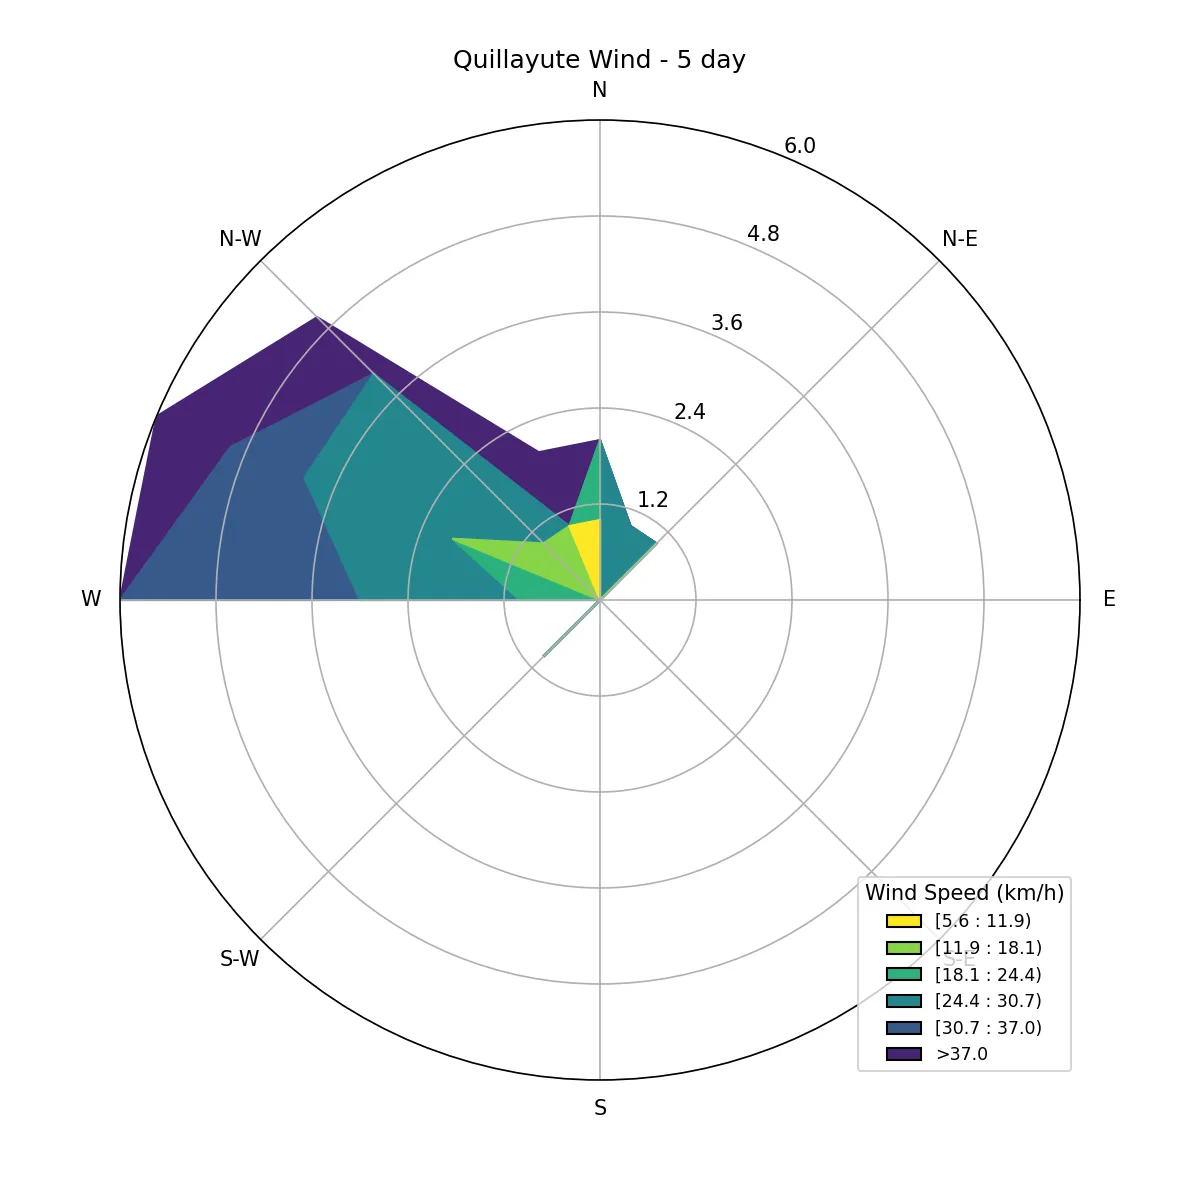 Quillayute Wind - 5 day
N
6.0
4.8
N-W
N-E
3.6
2.4
1.2
W
E
Wind Speed (km/h)
[5.6 : 11.9)
[11.9 : 18.1)
S-W
S-E
[18.1 : 24.4)
[24.4 : 30.7)
[30.7 : 37.0)
>37.0
S